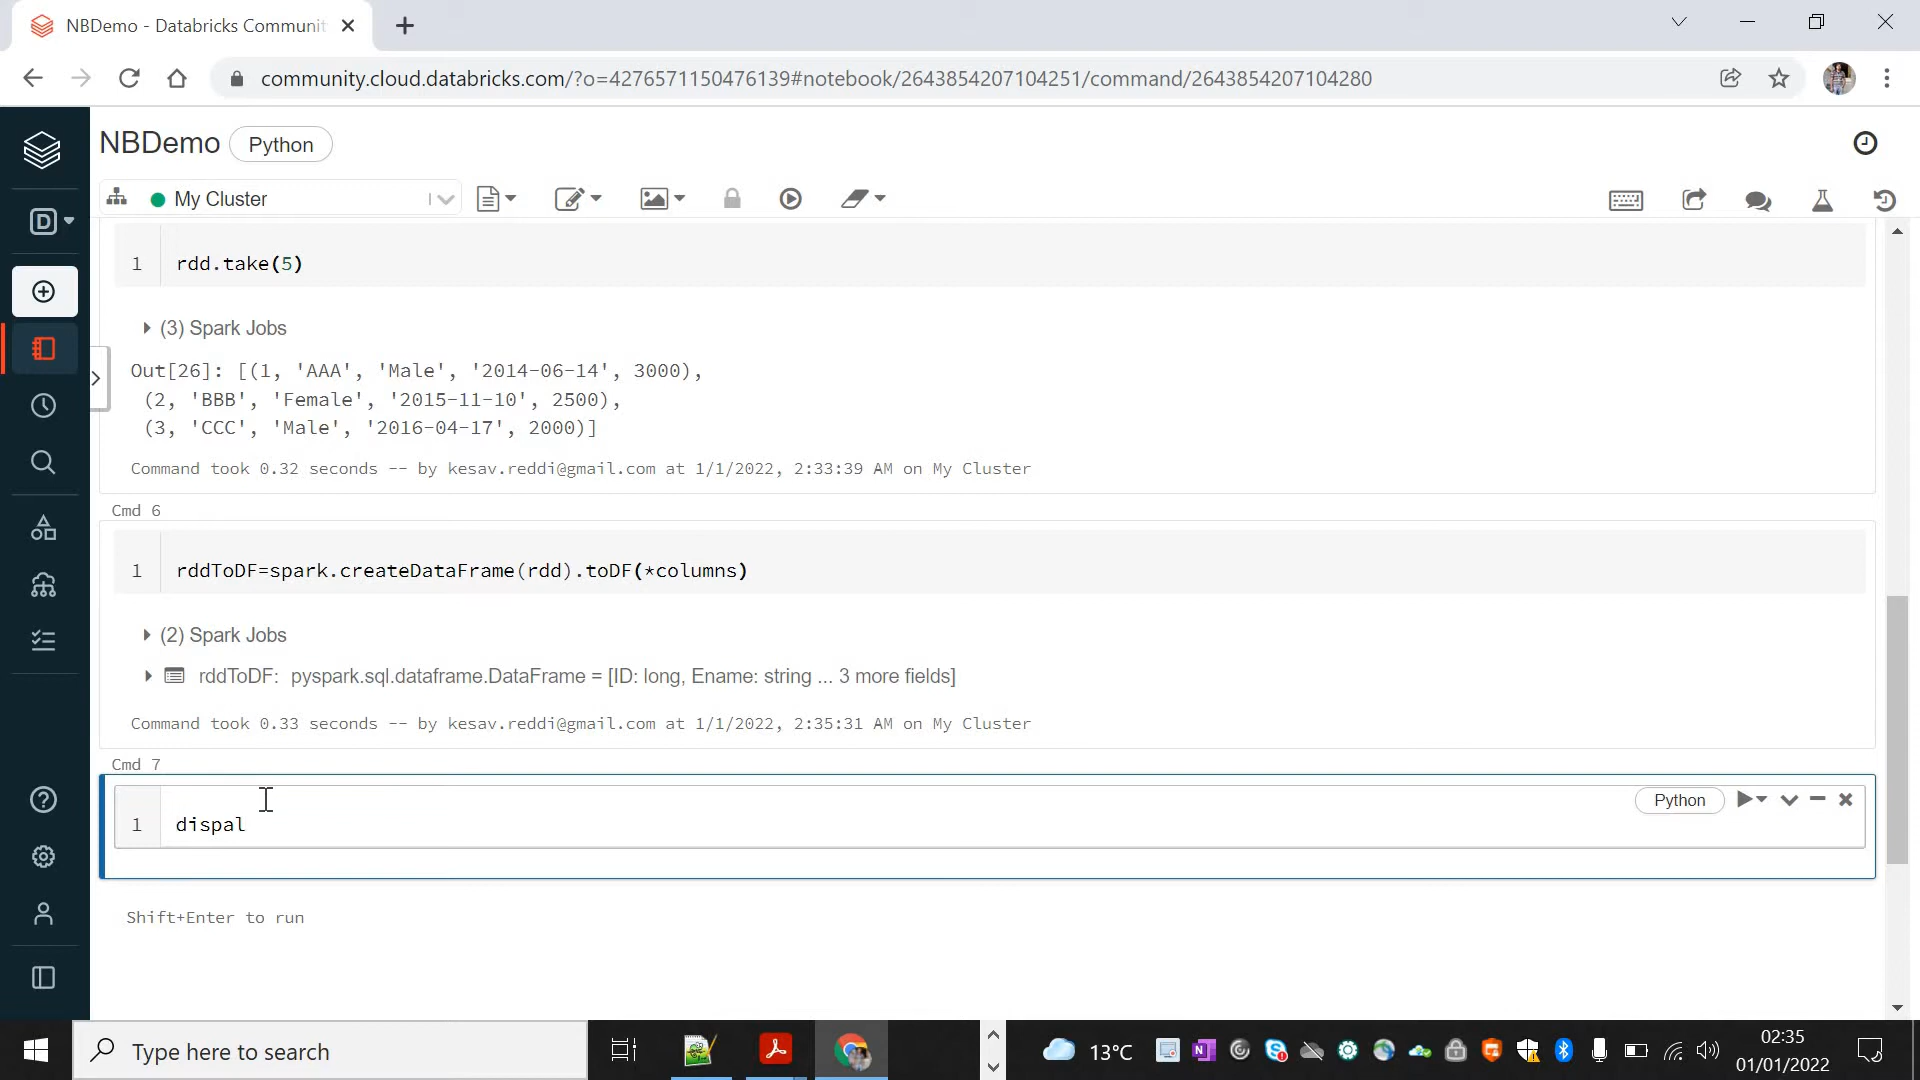 NBDemo - Databricks Communit
community.cloud.databricks.com/?o=4276571150476139#notebook/2643854207104251/command/2643854207104280
NBDemo Python
D My Cluster
1 rdd.take(5)
(3) Spark Jobs
Out[26]: [(1, 'AAA', 'Male', '2014-06-14', 3000),
(2, 'BBB', 'Female', '2015-11-10', 2500),
(3, 'CCC', 'Male', '2016-04-17', 2000)]
Command took 0.32 seconds -- by kesav.reddi@gmail.com at 1/1/2022, 2:33:39 AM on My Cluster
Cmd 6
1 rddToDF=spark.createDataFrame(rdd).toDF(*columns)
(2) Spark Jobs
rddToDF: pyspark.sql.dataframe.DataFrame = [ID: long, Ename: string ... 3 more fields]
Command took 0.33 seconds -- by kesav.reddi@gmail.com at 1/1/2022, 2:35:31 AM on My Cluster
Cmd 7
Python
1 dispal
Shift+Enter to run
Type here to search
13°C
02:35
01/01/2022